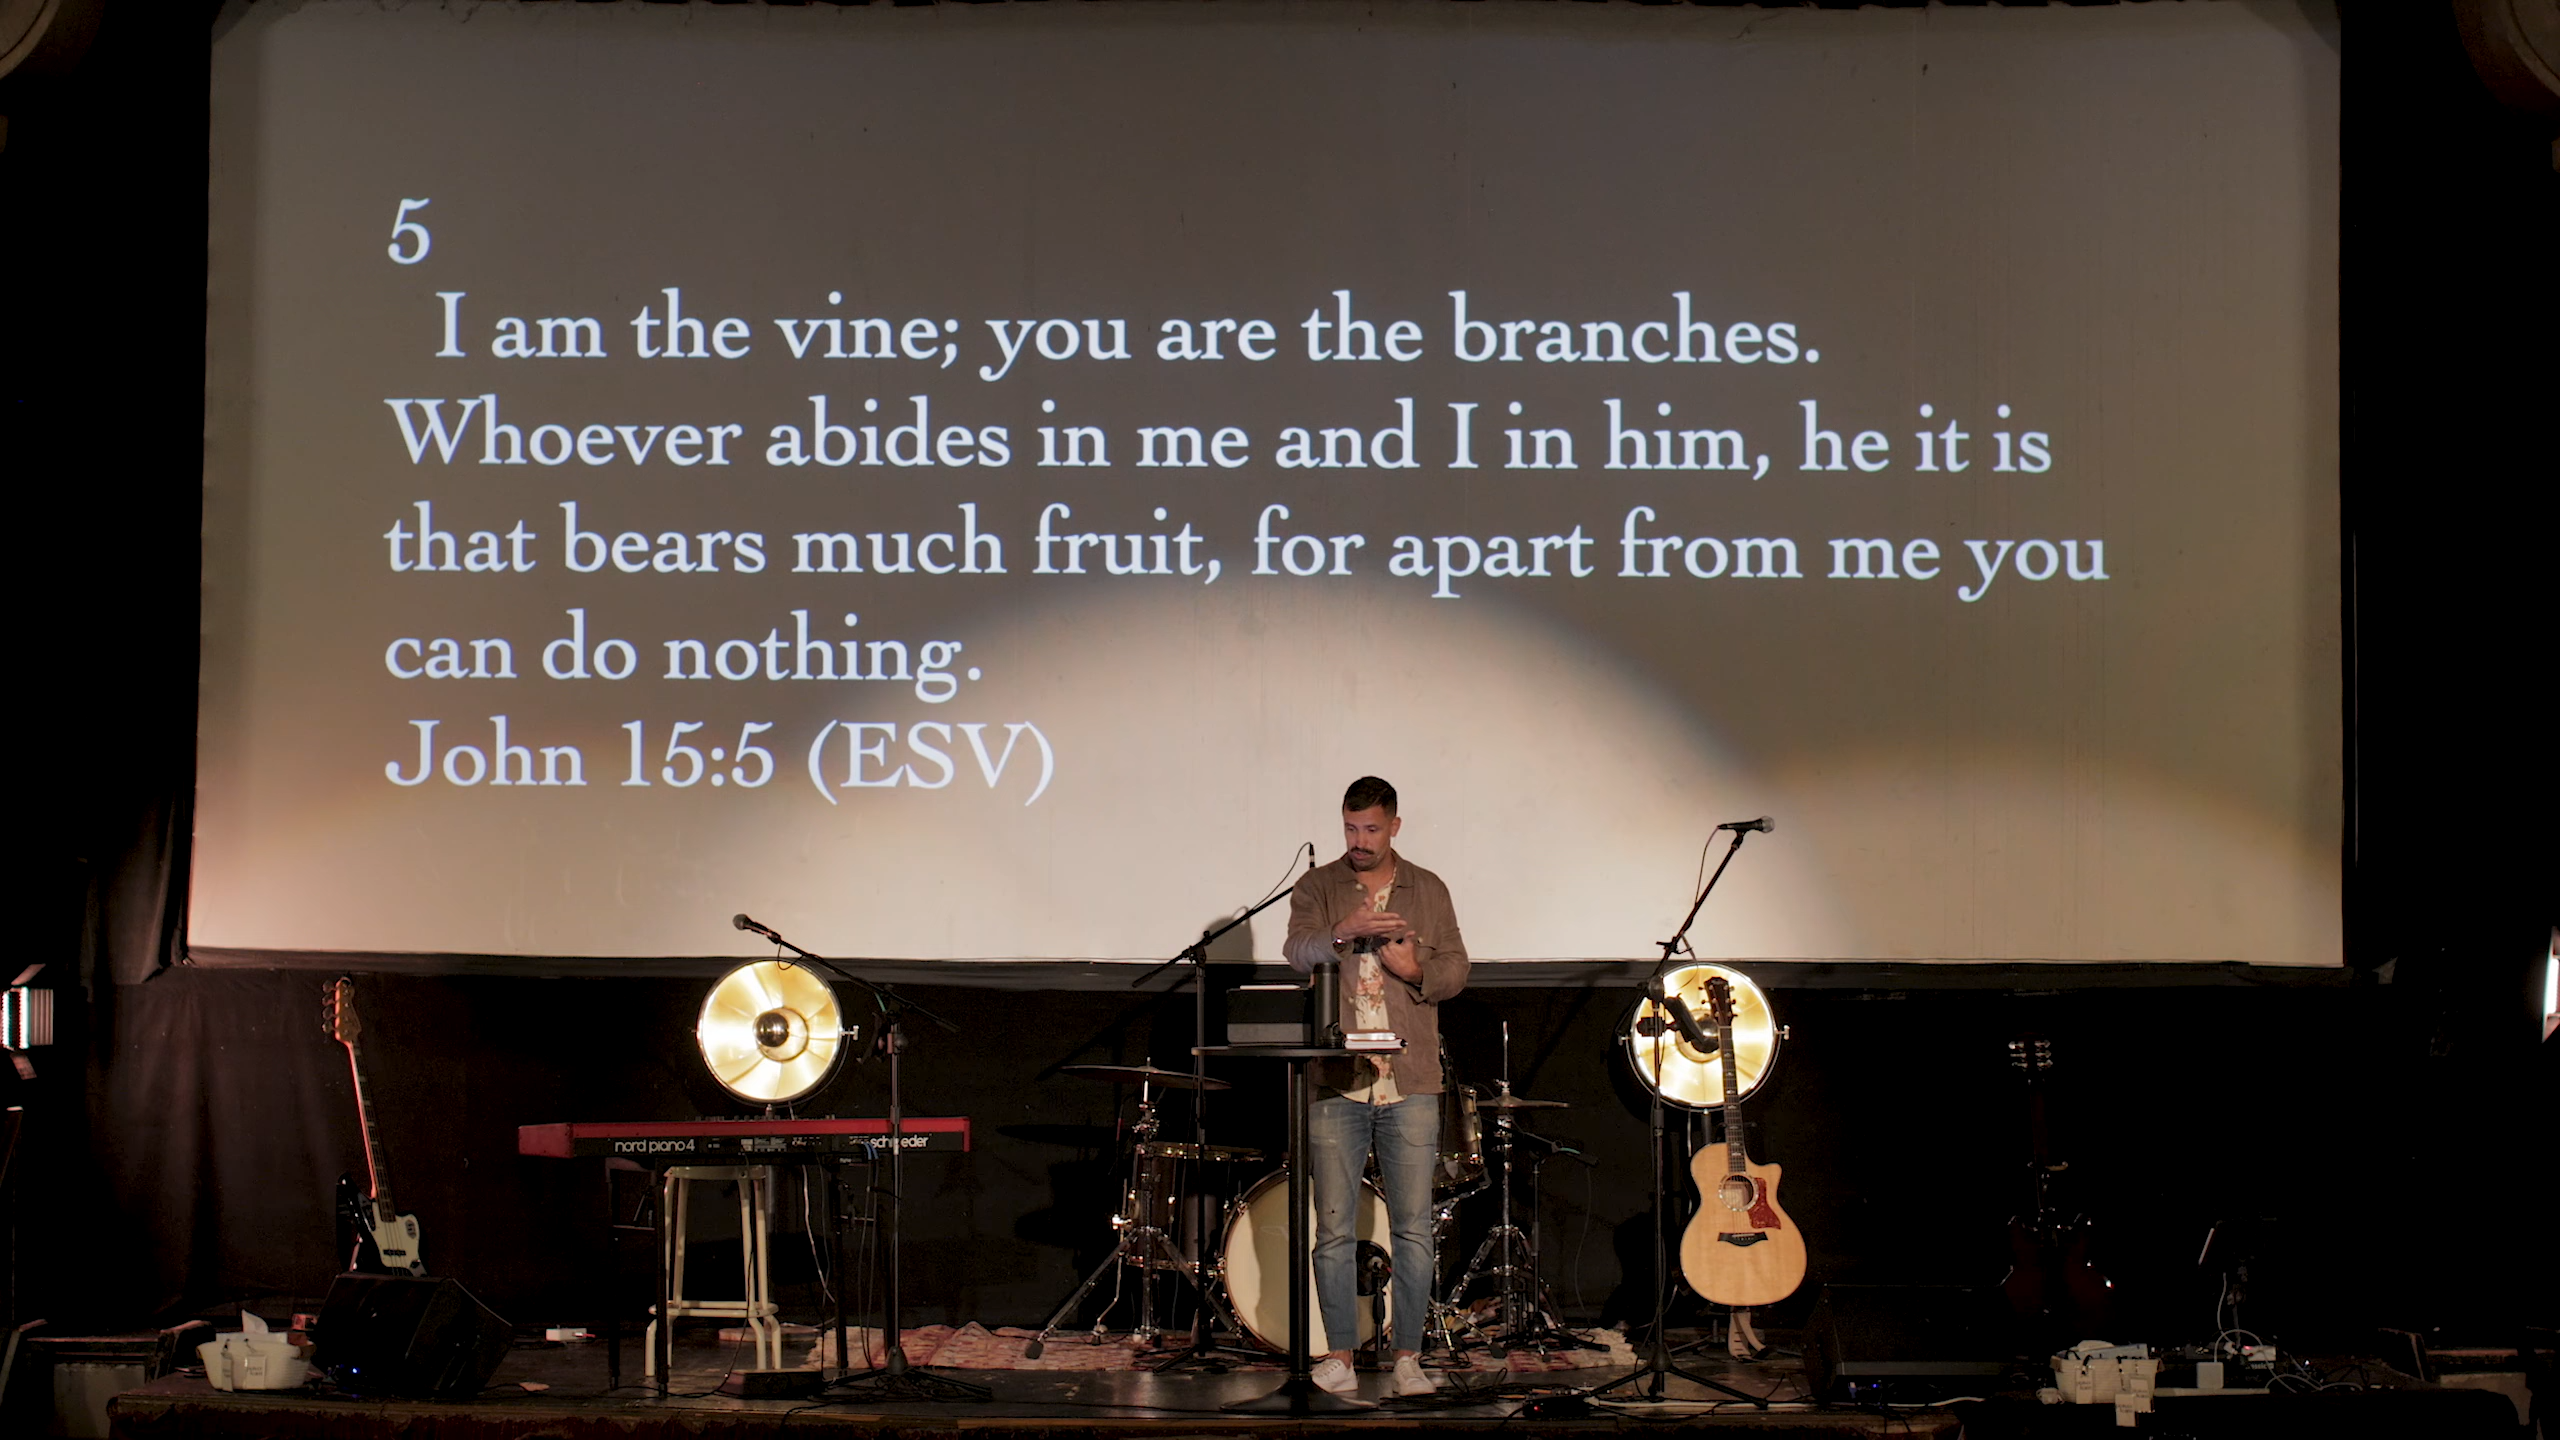 5
I am the vine; you are the branches.
Whoever abides in me and I in him, he it is
that bears much fruit, for apart from me you
can do nothing.
John 15:5 (ESV)
nord piano 4